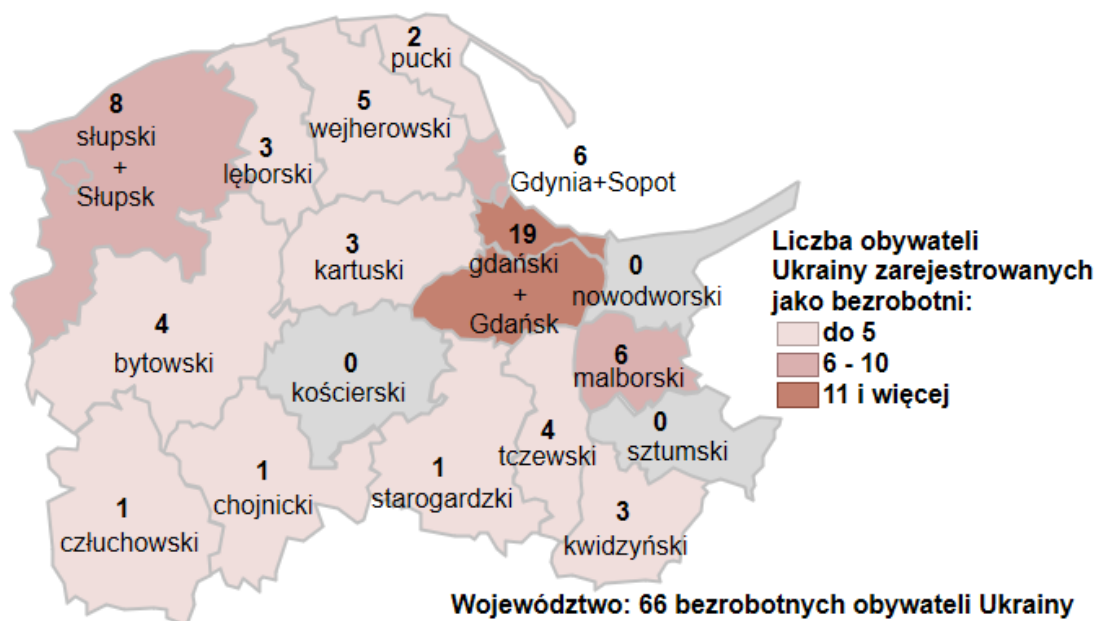 2
pucki
8
słupski
+
Słupsk
5
wejherowski
3
lęborski
6
Gdynia+Sopot
3
kartuski
19
gdański
+
Gdańsk
0
nowodworski
Liczba obywateli
Ukrainy zarejestrowanych
jako bezrobotni:
do 5
6 - 10
11 i więcej
4
bytowski
0
kościerski
6
malborski
0
sztumski
4
tczewski
1
starogardzki
1
chojnicki
1
człuchowski
3
kwidzyński
Województwo: 66 bezrobotnych obywateli Ukrainy